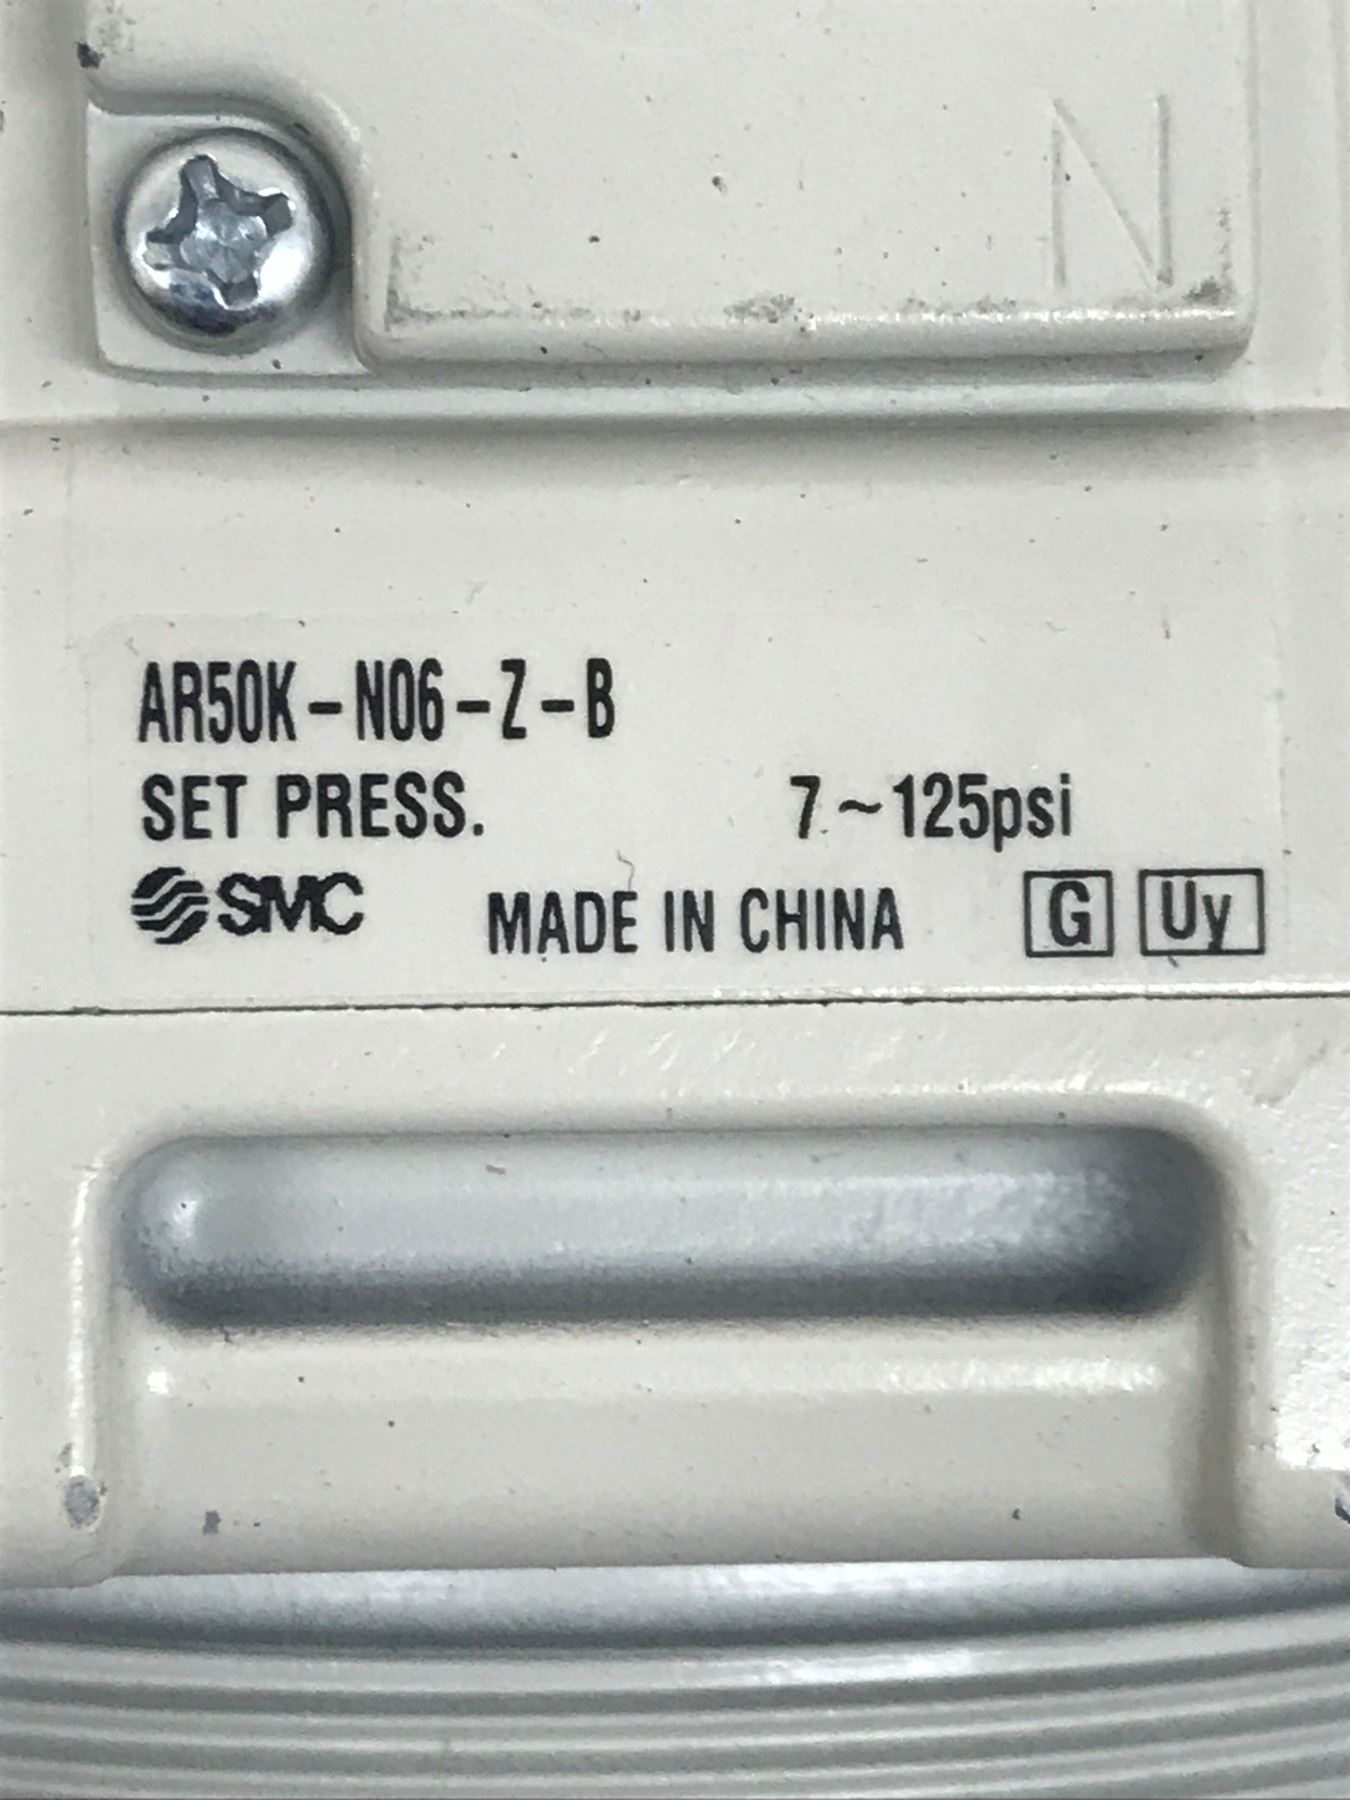 N
AR50K-N06-Z-B
SET PRESS. 7~125psi
SMC MADE IN CHINA G Uy